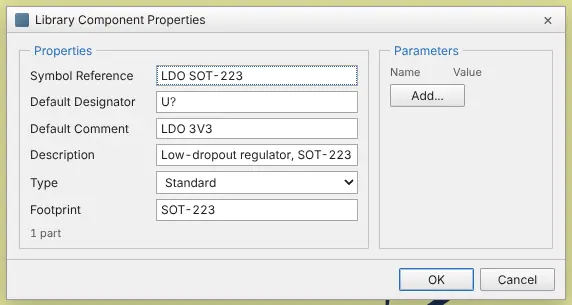 Library Component Properties
Properties
Symbol Reference LDO SOT-223
Default Designator U?
Default Comment LDO 3V3
Description Low-dropout regulator, SOT-223
Type Standard
Footprint SOT-223
1 part
Parameters
Name Value
Add...
OK Cancel